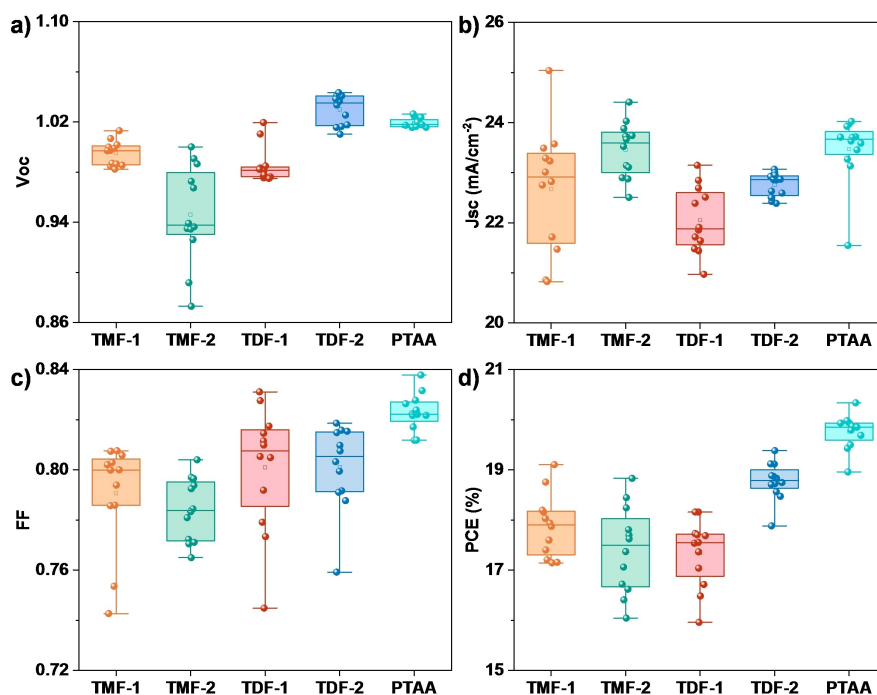 a)
Voc
1.10
1.02
0.94
0.86
TMF-1 TMF-2 TDF-1 TDF-2 PTAA
b)
Jsc (mA/cm-2)
26
24
22
20
TMF-1 TMF-2 TDF-1 TDF-2 PTAA
c)
FF
0.84
0.80
0.76
0.72
TMF-1 TMF-2 TDF-1 TDF-2 PTAA
d)
PCE (%)
21
19
17
15
TMF-1 TMF-2 TDF-1 TDF-2 PTAA